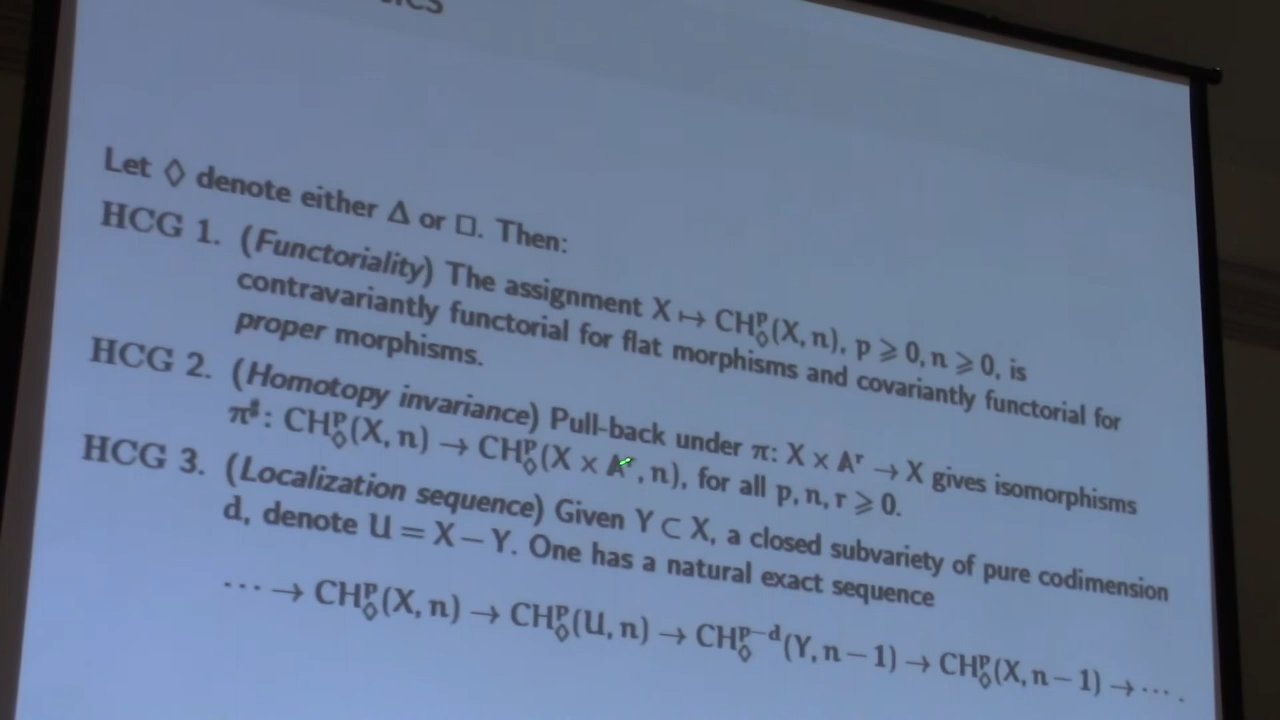 Let ◊ denote either Δ or □. Then:
HCG 1. (Functoriality) The assignment X ↦ CH^p_◊(X, n), p ⩾ 0, n ⩾ 0, is
contravariantly functorial for flat morphisms and covariantly functorial for
proper morphisms.
HCG 2. (Homotopy invariance) Pull-back under π: X × A^r → X gives isomorphisms
π^♯: CH^p_◊(X, n) → CH^p_◊(X × A^r, n), for all p, n, r ⩾ 0.
HCG 3. (Localization sequence) Given Y ⊂ X, a closed subvariety of pure codimension
d, denote U = X − Y. One has a natural exact sequence
⋯ → CH^p_◊(X, n) → CH^p_◊(U, n) → CH^{p−d}_◊(Y, n − 1) → CH^p_◊(X, n − 1) → ⋯.